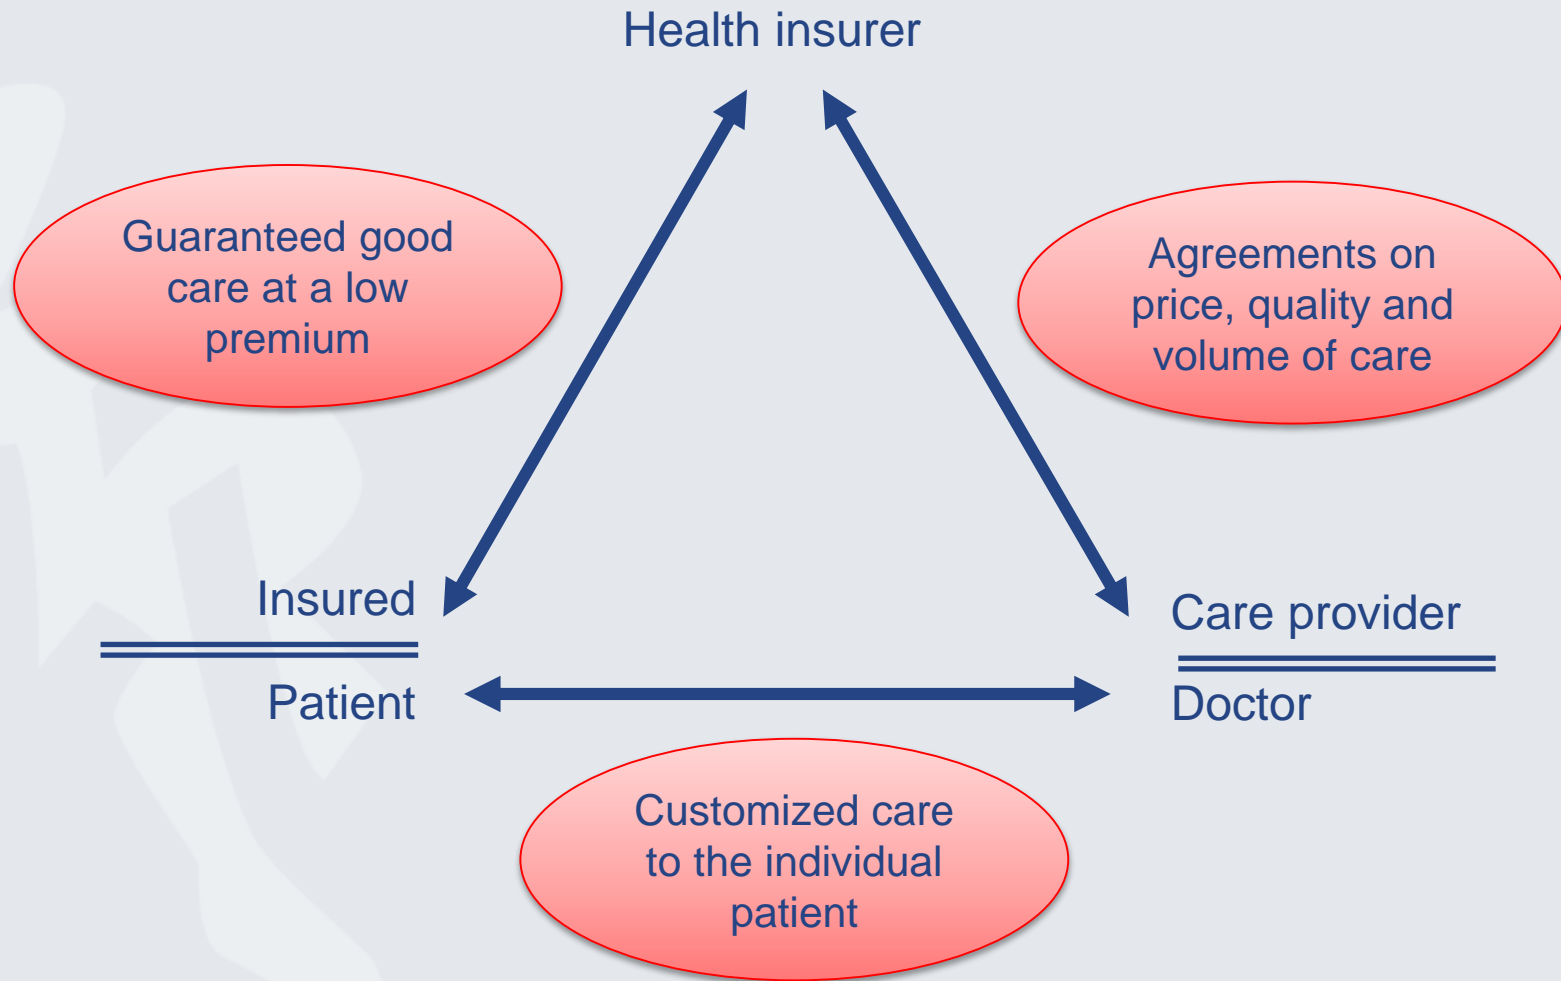 Health insurer
Guaranteed good
care at a low
premium
Agreements on
price, quality and
volume of care
Insured
Patient
Care provider
Doctor
Customized care
to the individual
patient